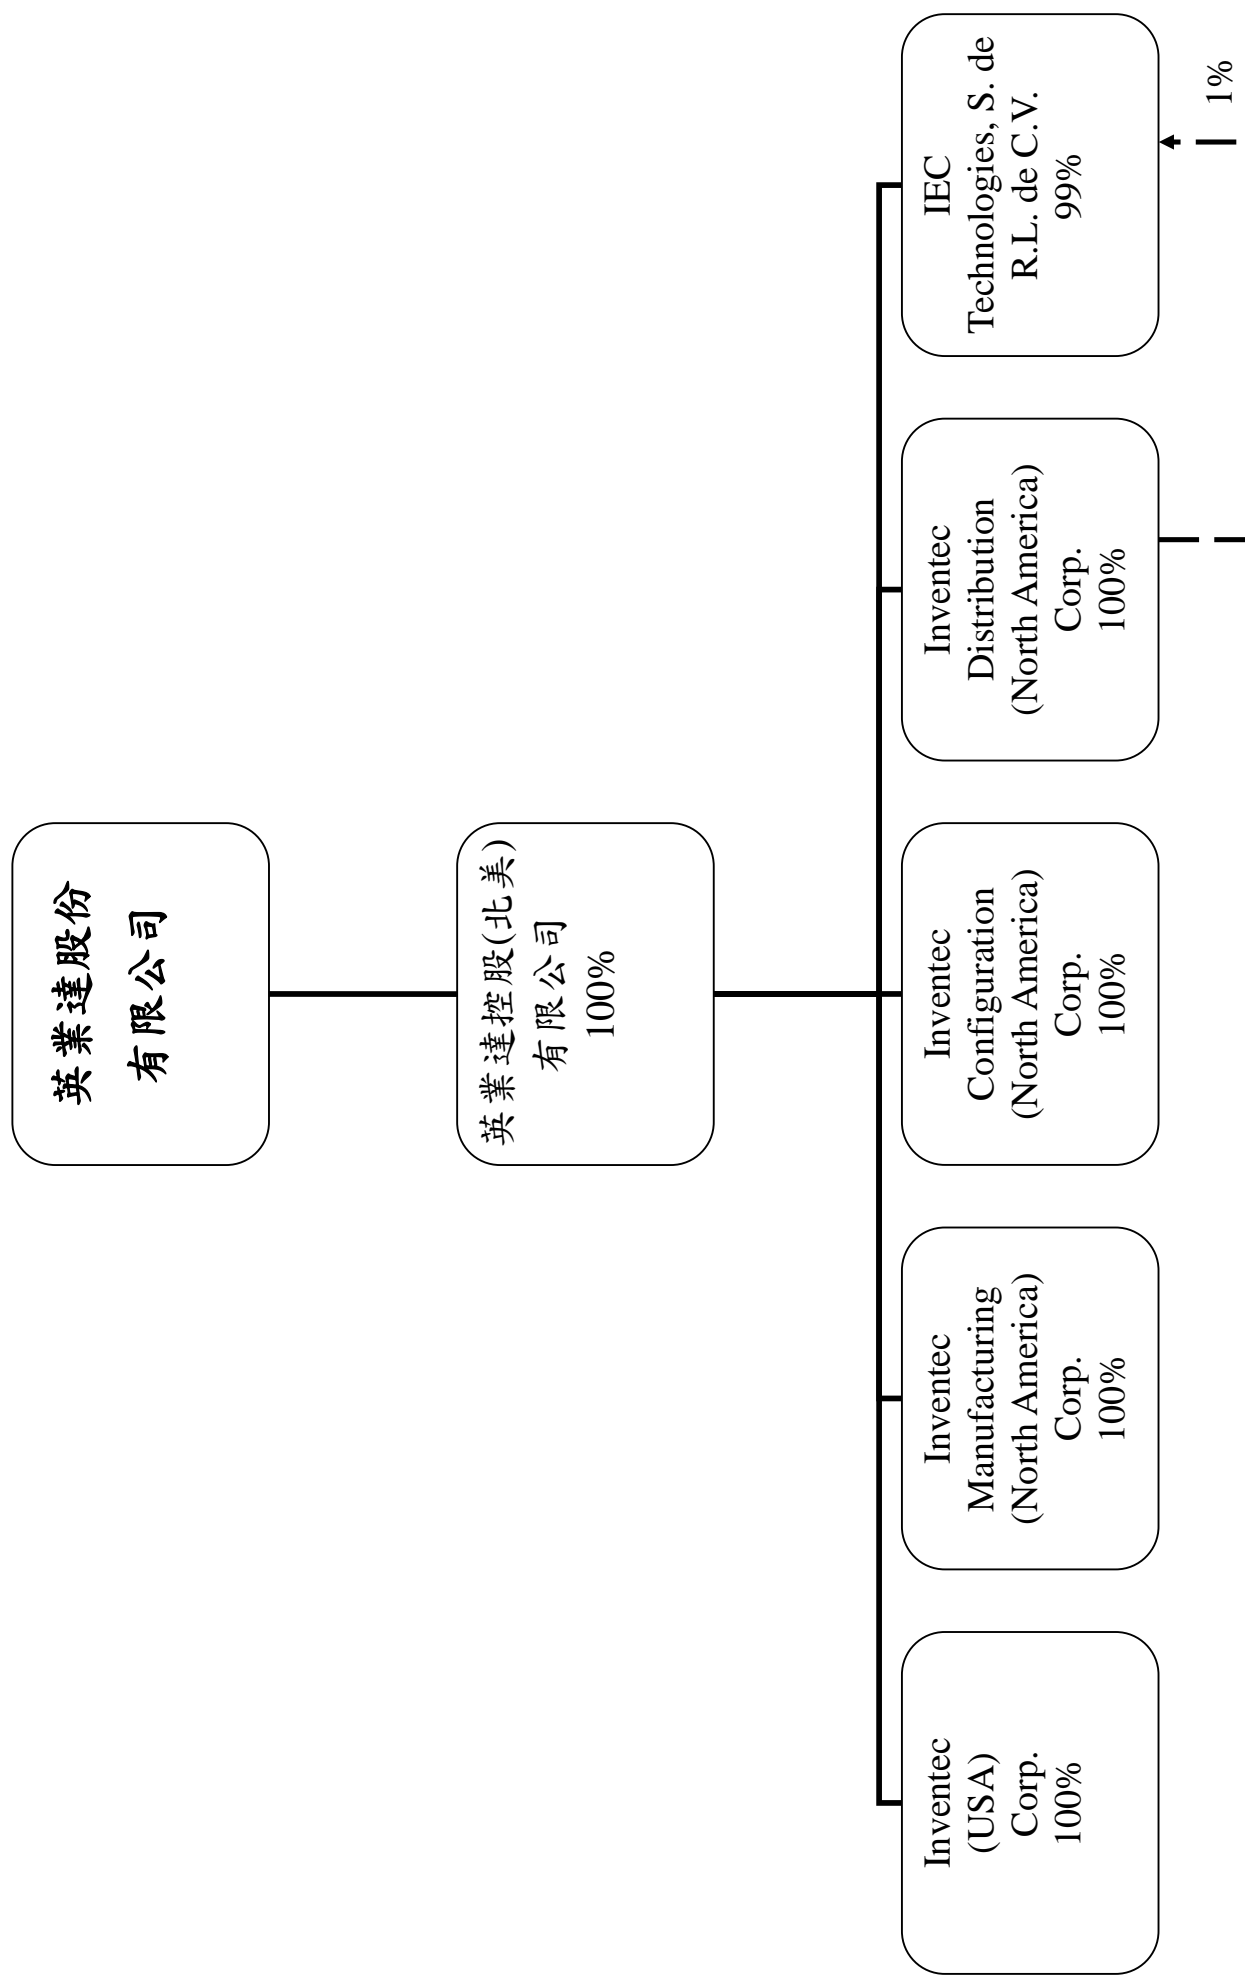 英業達股份
有限公司
英業達控股(北美)
有限公司
100%
Inventec
(USA)
Corp.
100%
Inventec
Manufacturing
(North America)
Corp.
100%
Inventec
Configuration
(North America)
Corp.
100%
Inventec
Distribution
(North America)
Corp.
100%
IEC
Technologies, S. de
R.L. de C.V.
99%
1%